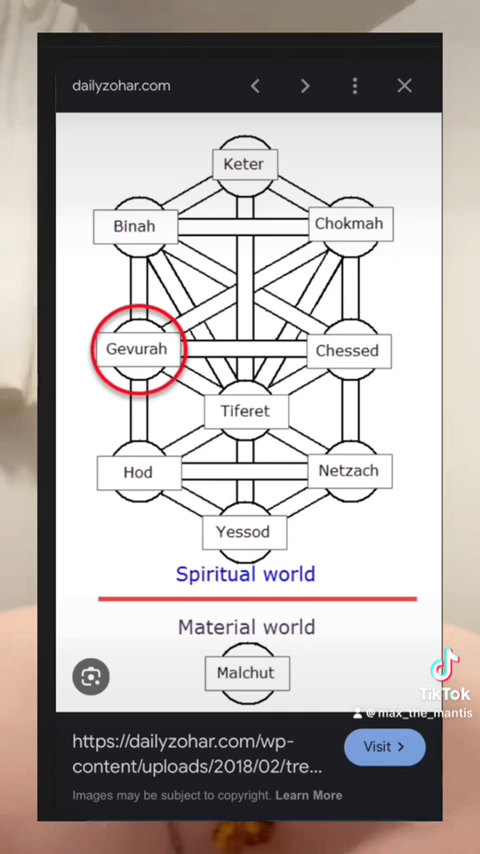 dailyzohar.com
Keter
Binah
Chokmah
Gevurah
Chessed
Tiferet
Hod
Netzach
Yessod
Spiritual world
Material world
Malchut
TikTok
@max_the_mantis
https://dailyzohar.com/wp-
content/uploads/2018/02/tre...
Visit >
Images may be subject to copyright. Learn More